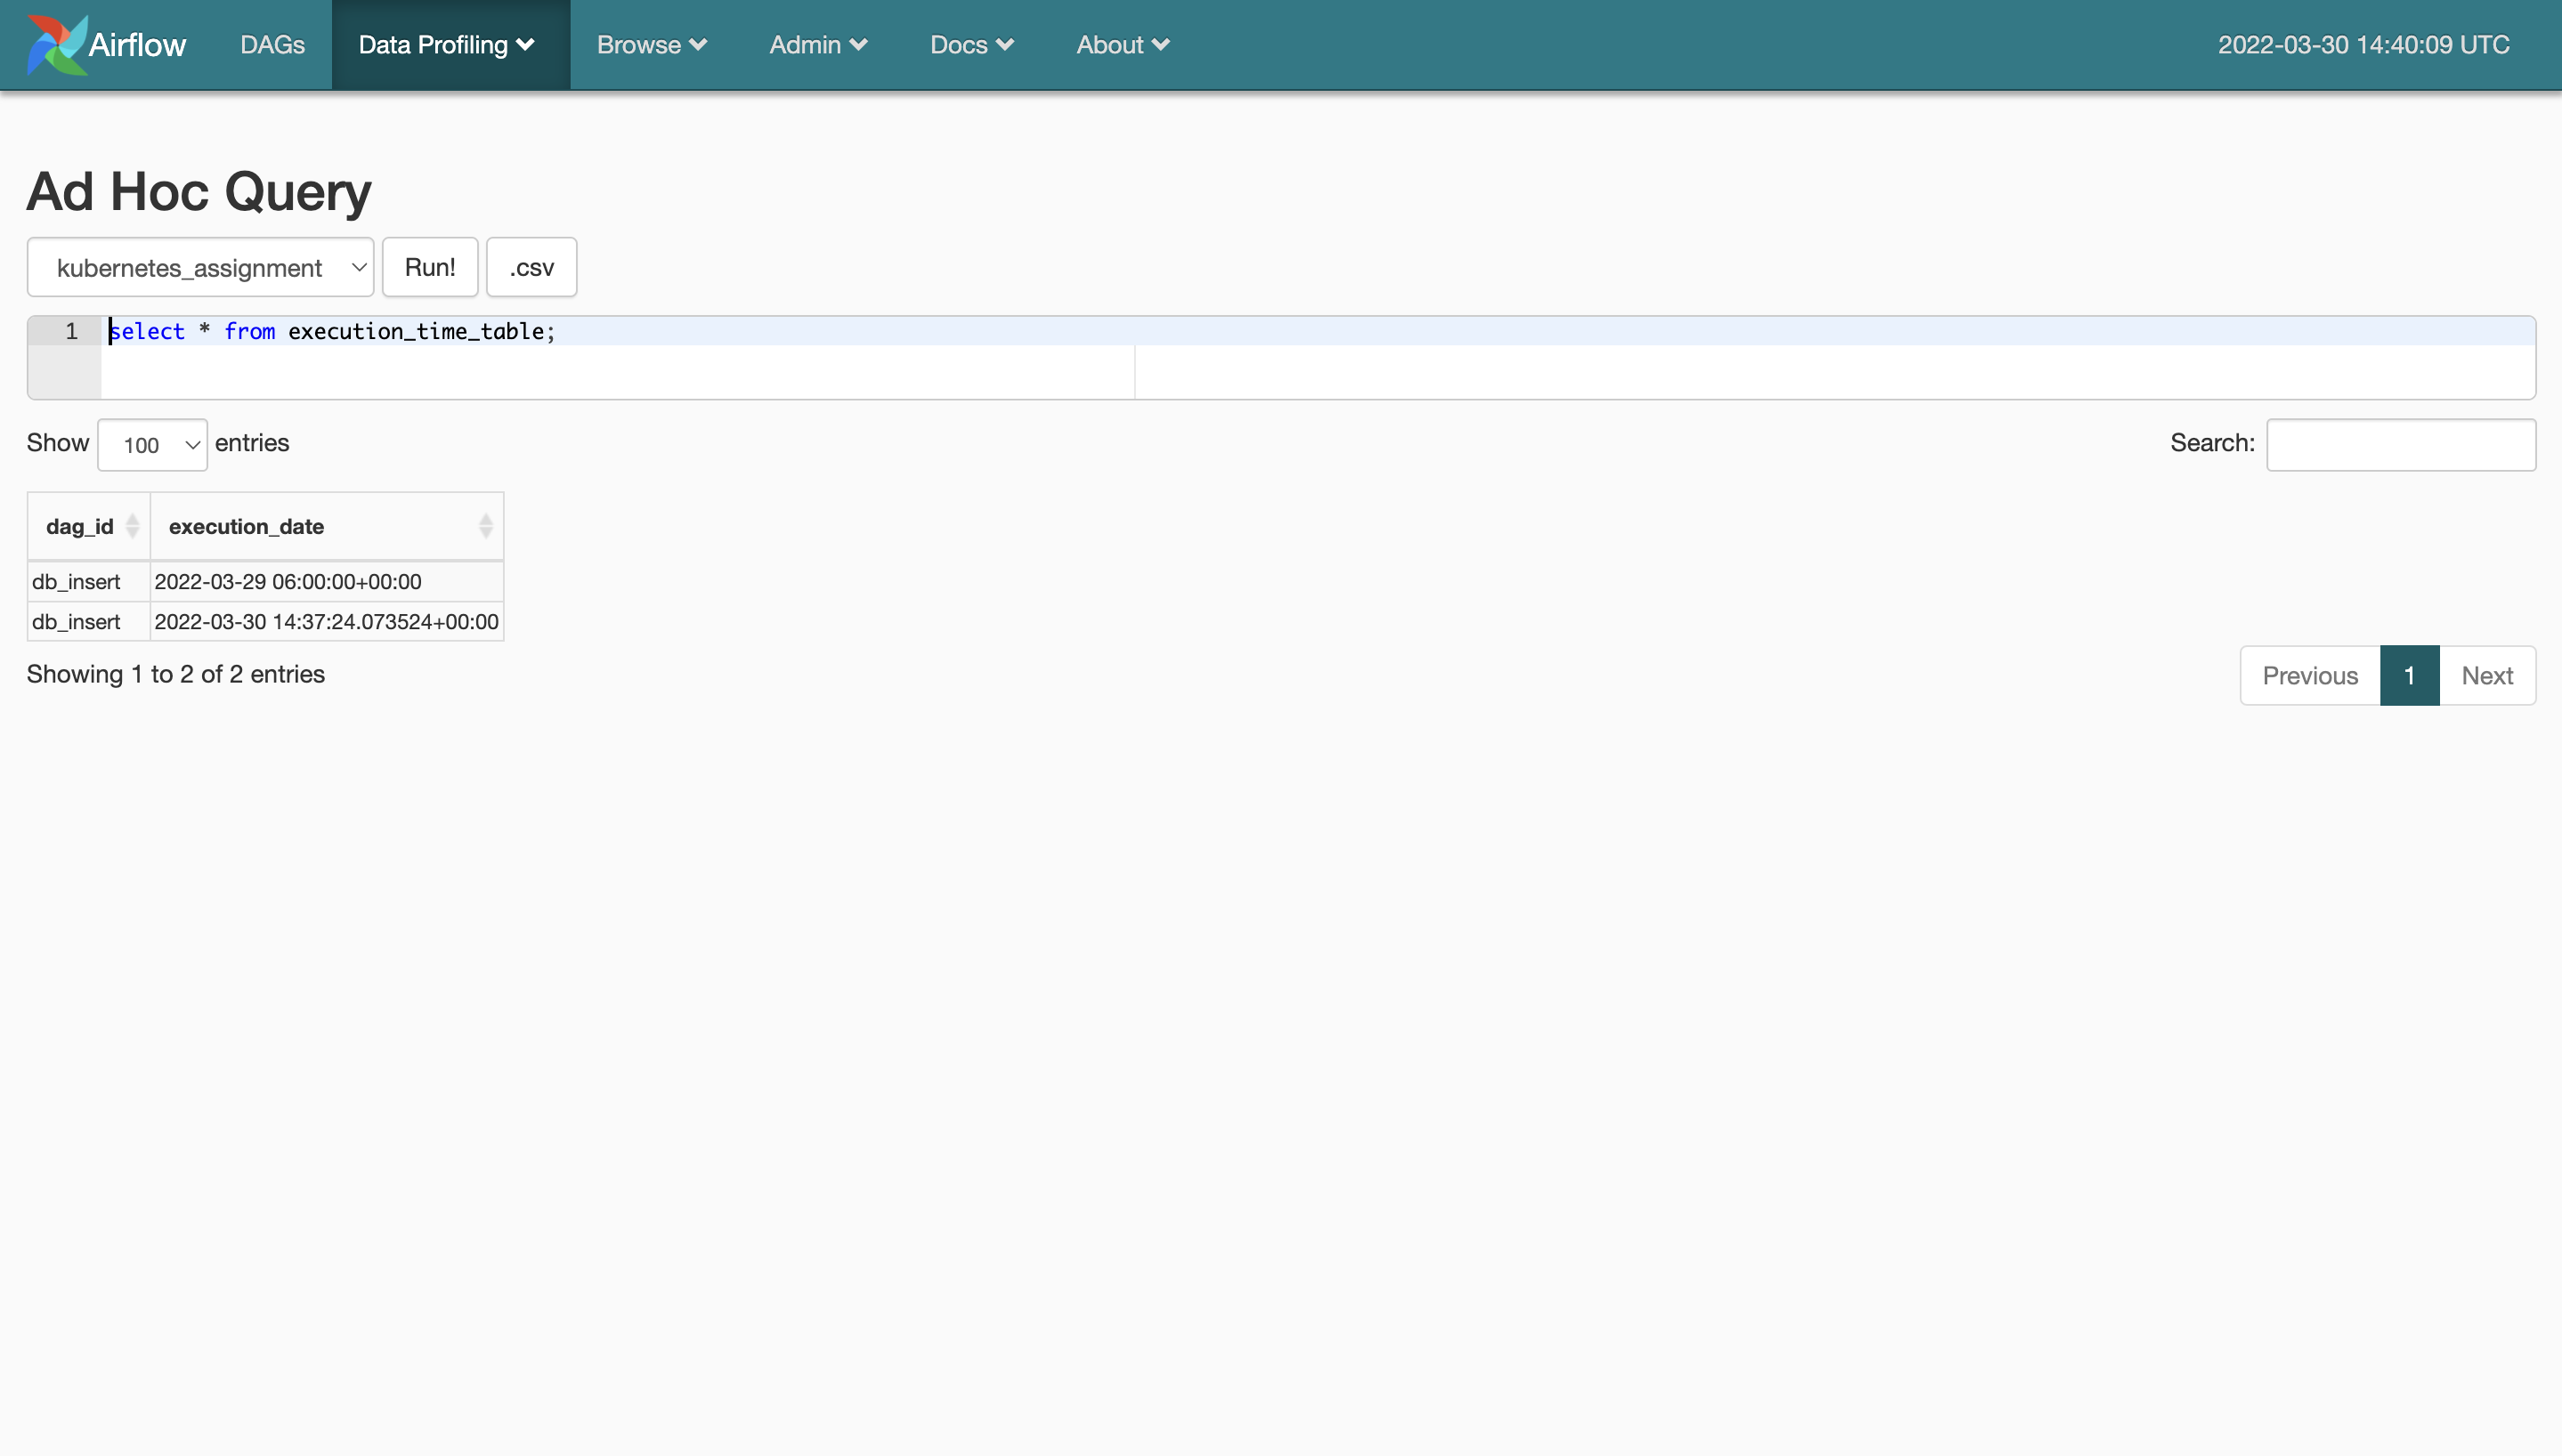 Airflow DAGs Data Profiling Browse Admin Docs About 2022-03-30 14:40:09 UTC
Ad Hoc Query
kubernetes_assignment Run! .csv
1 select * from execution_time_table;
Show 100 entries Search:
dag_id execution_date
db_insert 2022-03-29 06:00:00+00:00
db_insert 2022-03-30 14:37:24.073524+00:00
Showing 1 to 2 of 2 entries Previous 1 Next